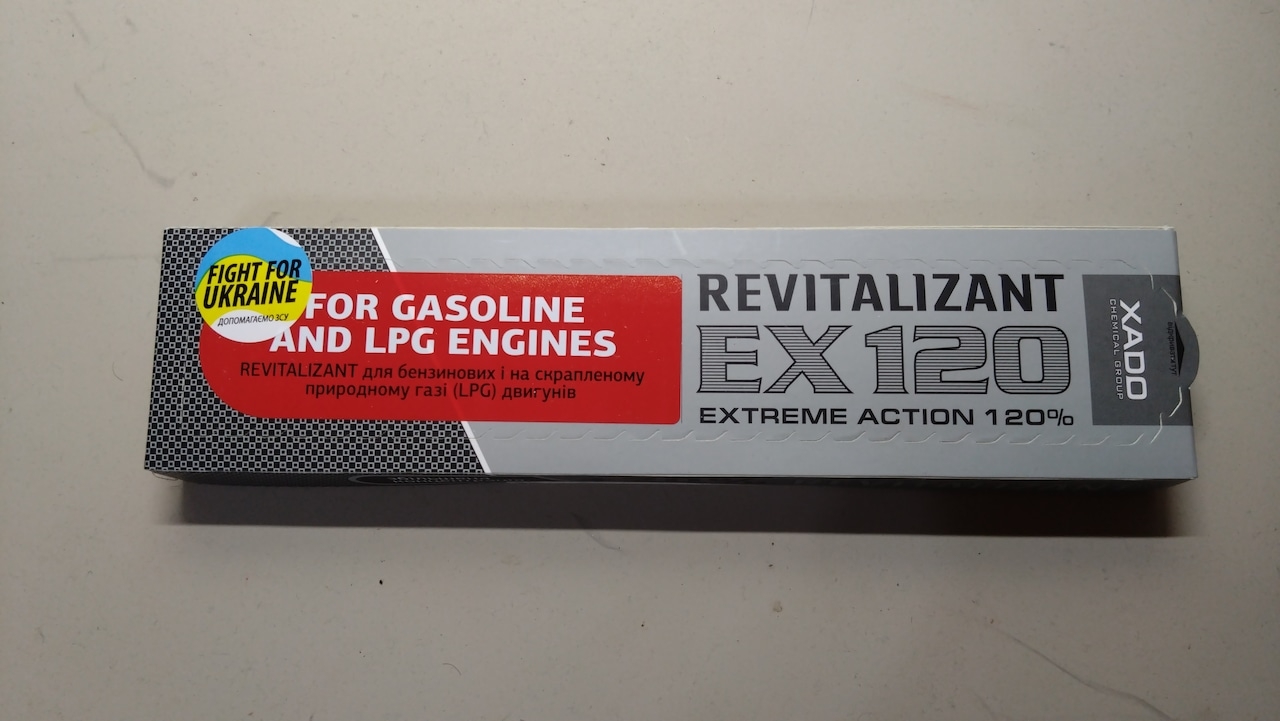 FIGHT FOR
UKRAINE
ДОПОМАГАЄМО ЗСУ
FOR GASOLINE
AND LPG ENGINES
REVITALIZANT для бензинових і на скрапленому
природному газі (LPG) двигунів
REVITALIZANT
EX120
EXTREME ACTION 120%
XADO
CHEMICAL GROUP